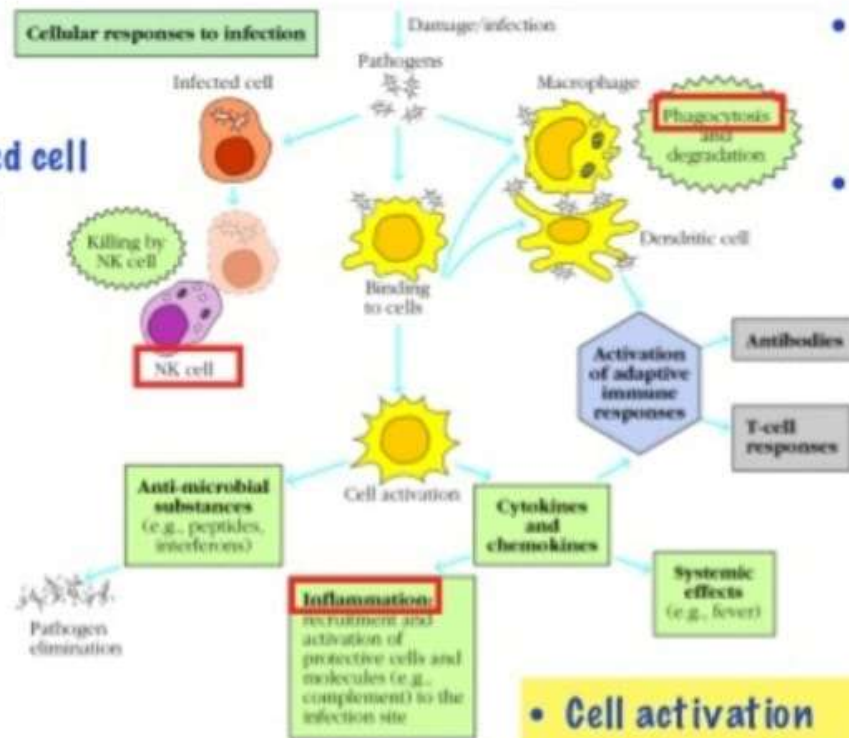 Cellular responses to infection
Damage/infection
Pathogens
Infected cell
Macrophage
Phagocytosis
and
degradation
ed cell
Killing by
NK cell
NK cell
Binding
to cells
Dendritic cell
Activation
of adaptive
immune
responses
Antibodies
T-cell
responses
Cell activation
Anti-microbial
substances
(e.g., peptides,
interferons)
Cytokines
and
chemokines
Pathogen
elimination
Inflammation:
recruitment and
activation of
protective cells and
molecules (e.g.,
complement) to the
infection site
Systemic
effects
(e.g., fever)
• Cell activation